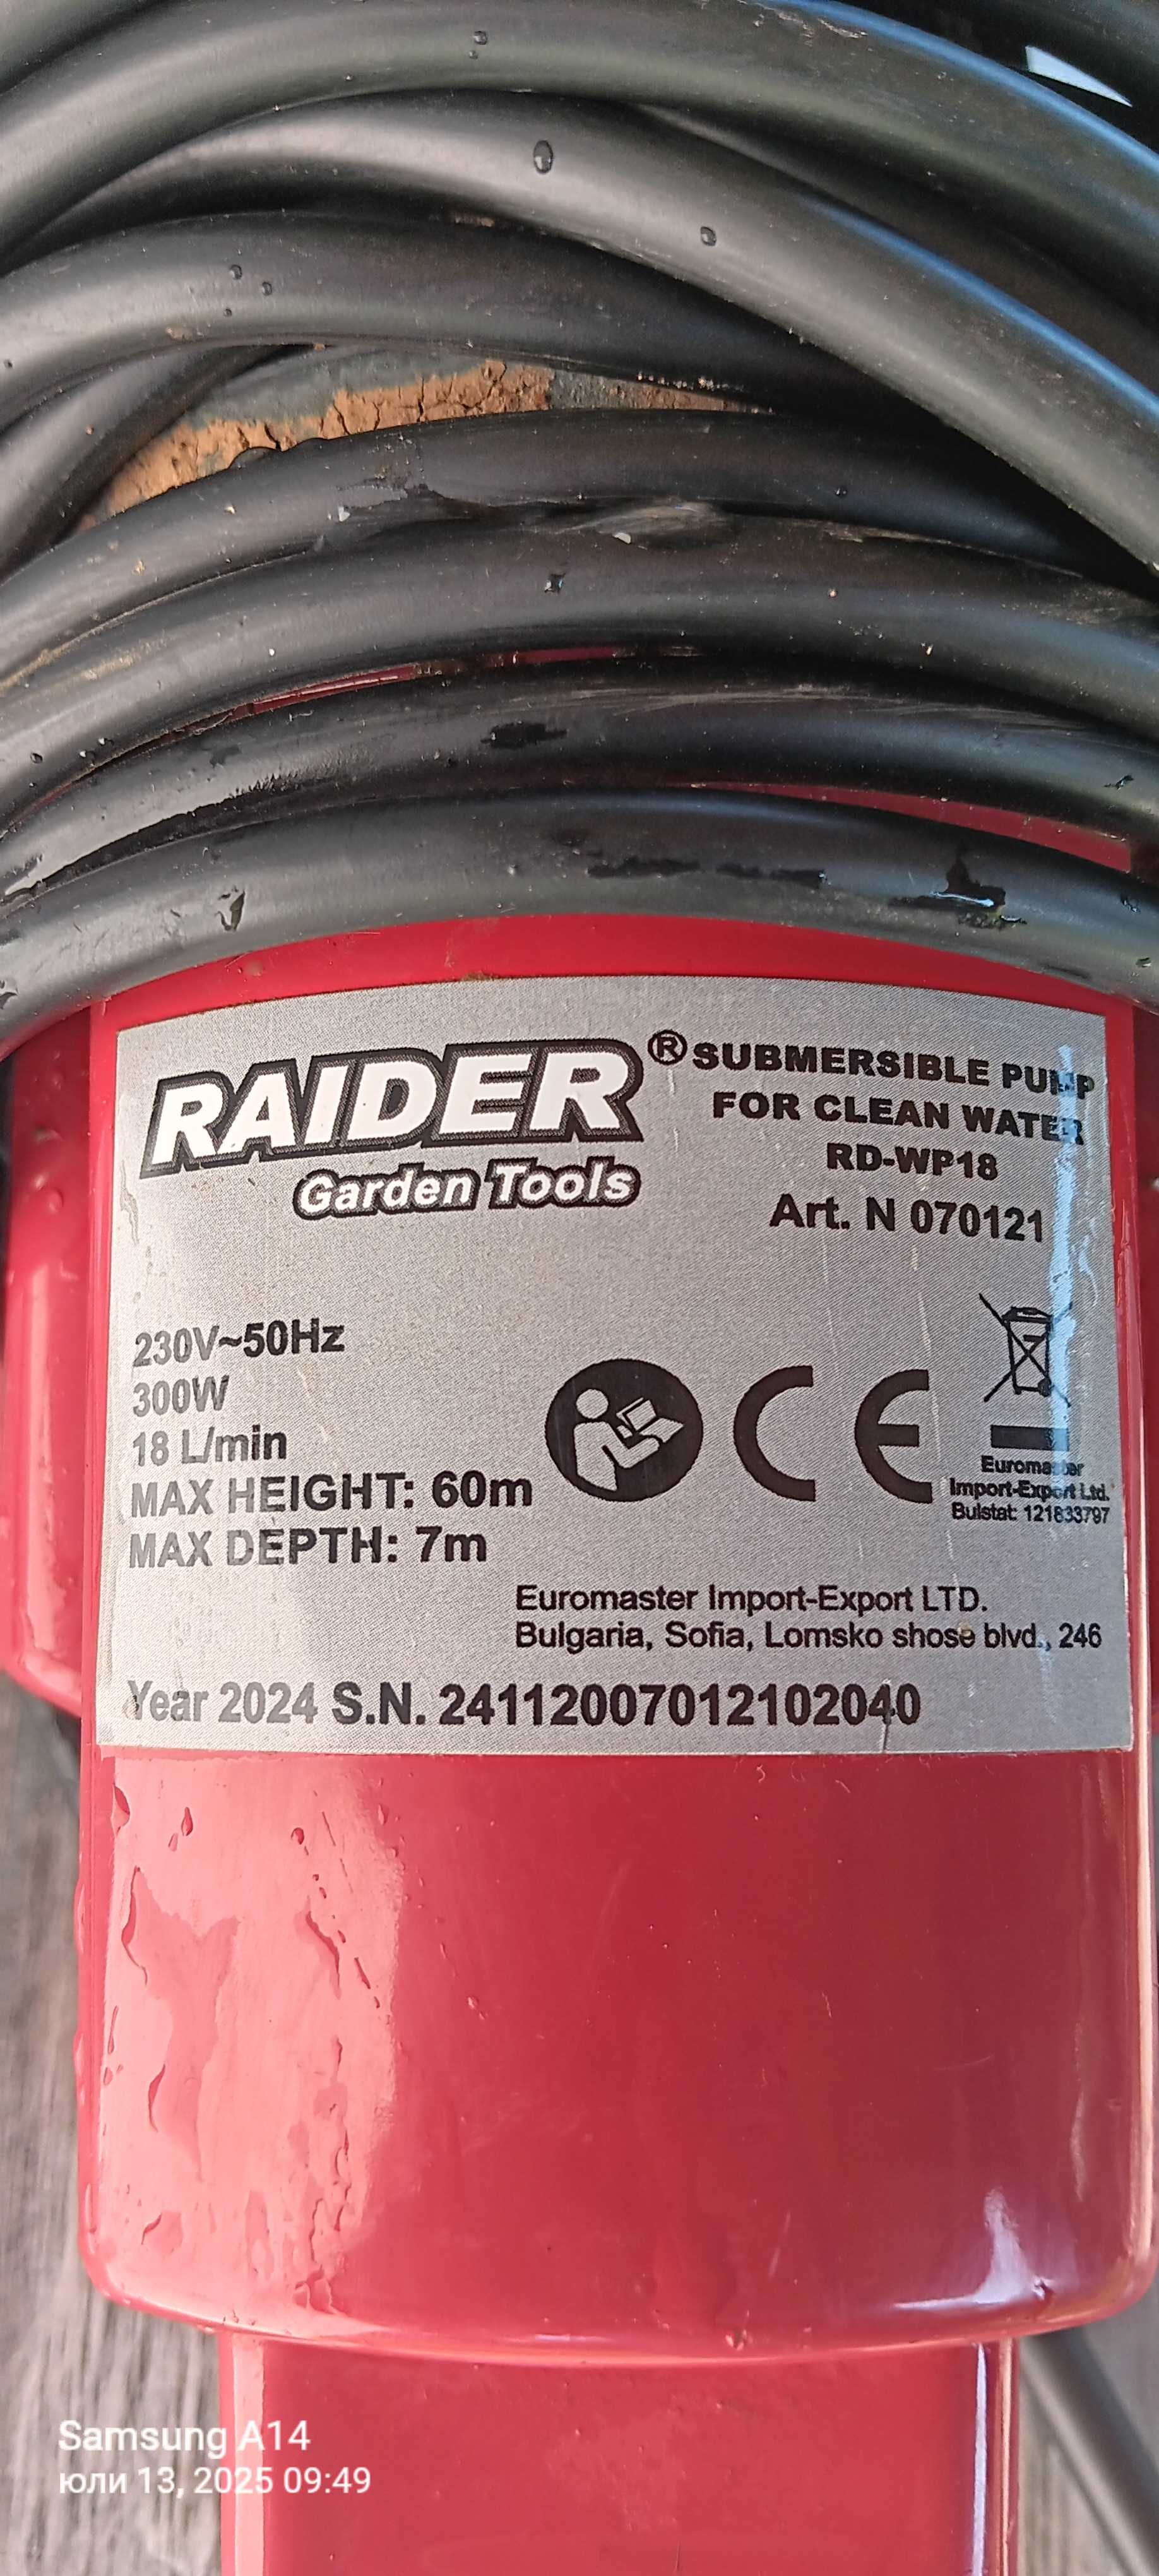 RAIDER®
Garden Tools
SUBMERSIBLE PUMP
FOR CLEAN WATER
RD-WP18
Art. N 070121
230V~50Hz
300W
18 L/min
MAX HEIGHT: 60m
MAX DEPTH: 7m
CE
Euromaster
Import-Export Ltd.
Bulstat: 121833797
Euromaster Import-Export LTD.
Bulgaria, Sofia, Lomsko shose blvd., 246
Year 2024 S.N. 24112007012102040
Samsung A14
юли 13, 2025 09:49